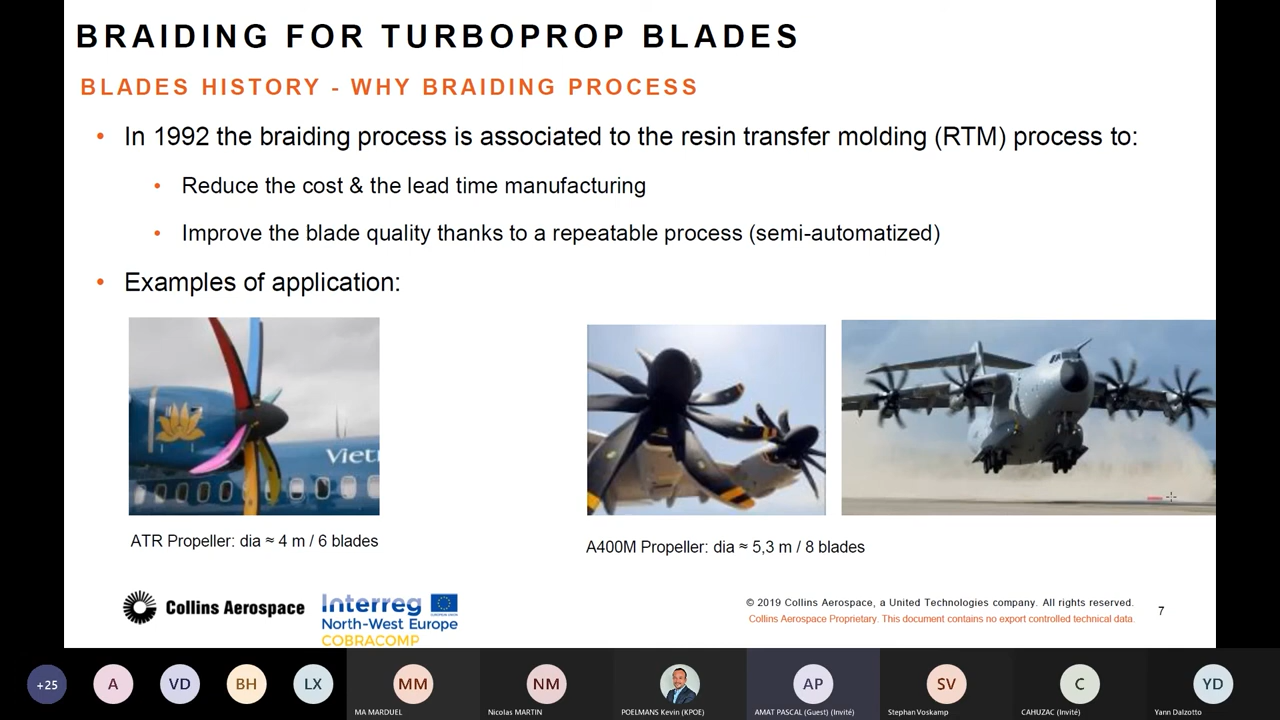 BRAIDING FOR TURBOPROP BLADES
BLADES HISTORY - WHY BRAIDING PROCESS
• In 1992 the braiding process is associated to the resin transfer molding (RTM) process to:
• Reduce the cost & the lead time manufacturing
• Improve the blade quality thanks to a repeatable process (semi-automatized)
• Examples of application:
Viet
ATR Propeller: dia ≈ 4 m / 6 blades
A400M Propeller: dia ≈ 5,3 m / 8 blades
Collins Aerospace
Interreg
North-West Europe
COBRACOMP
© 2019 Collins Aerospace, a United Technologies company. All rights reserved.
Collins Aerospace Proprietary. This document contains no export controlled technical data.
7
+25
A
VD
BH
LX
MM
NM
AP
SV
C
YD
MA MARDUEL
Nicolas MARTIN
POELMANS Kevin (KPOE)
AMAT PASCAL (Guest) (Invité)
Stephan Voskamp
CAHUZAC (Invité)
Yann Dalzotto